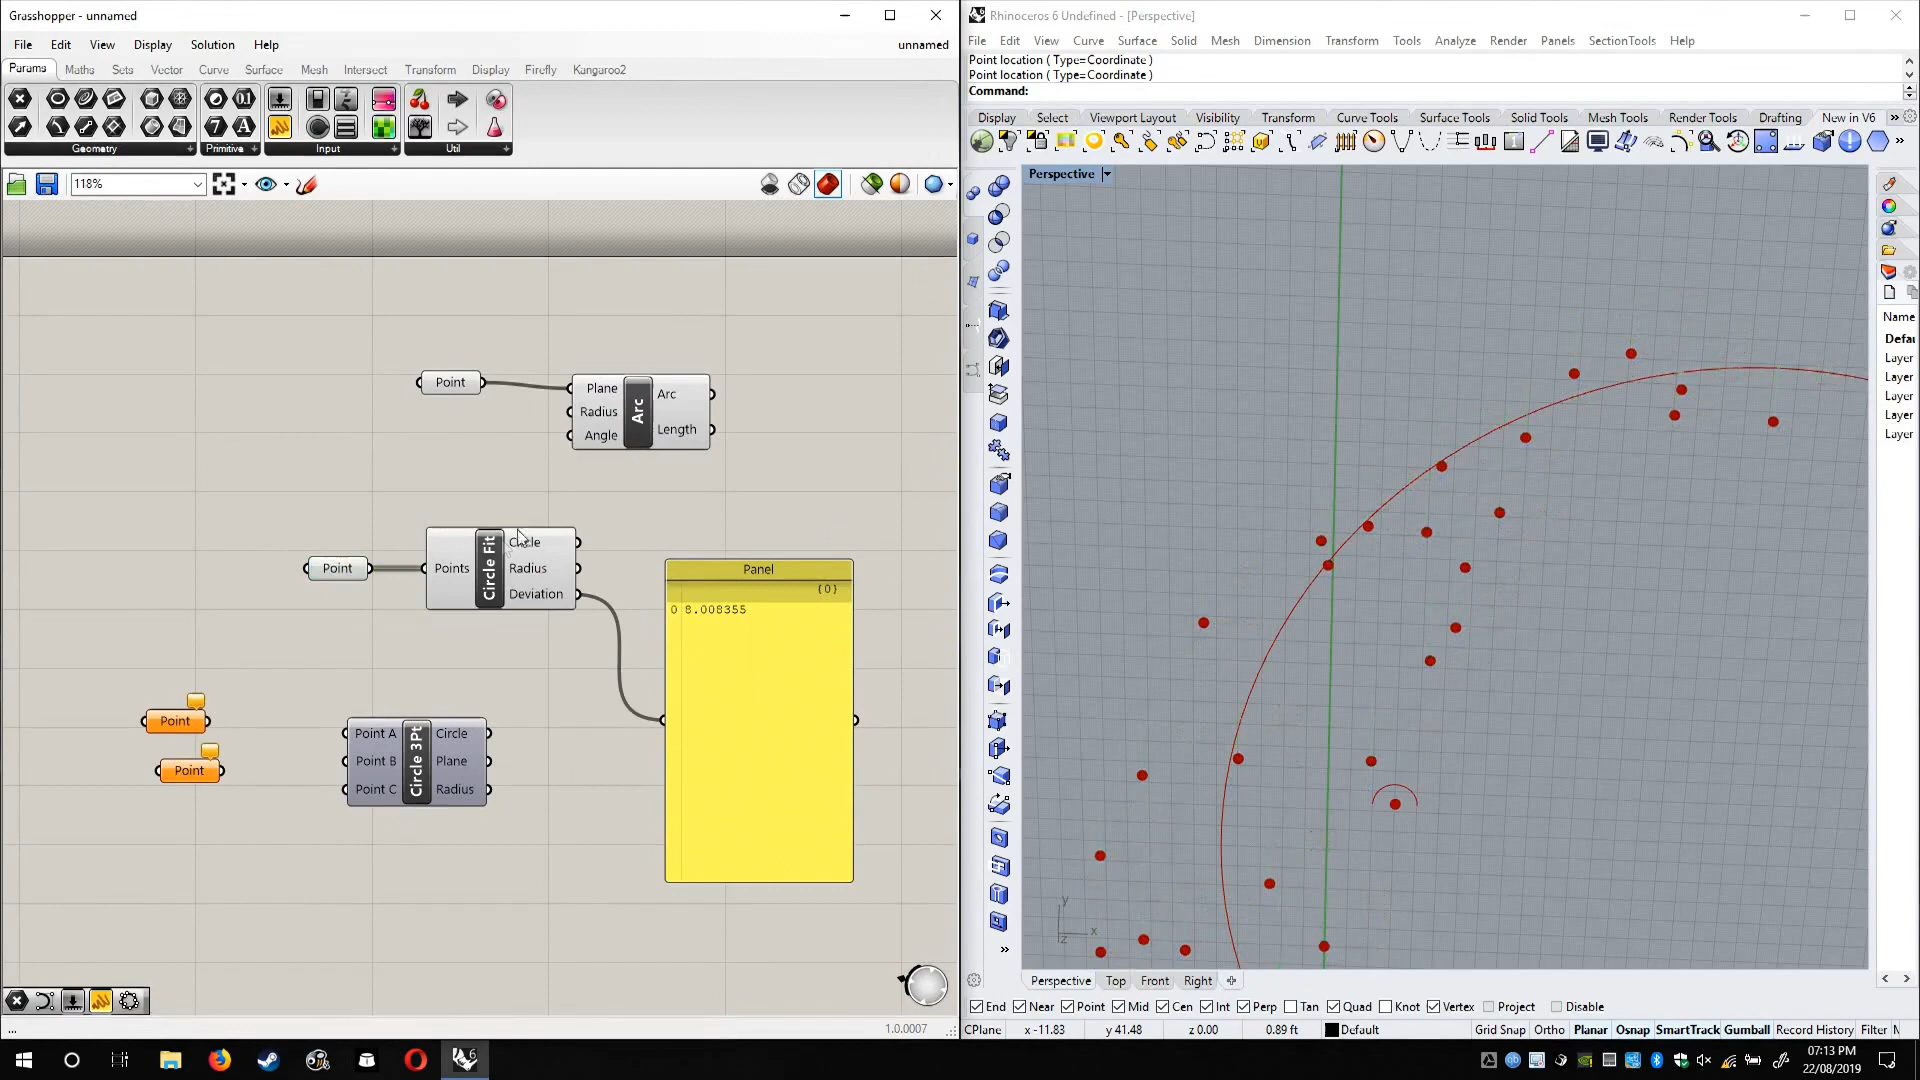 Grasshopper - unnamed
File Edit View Display Solution Help unnamed
Params Maths Sets Vector Curve Surface Mesh Intersect Transform Display Firefly Kangaroo2
Geometry Primitive Input Util
118%
Point
Plane
Radius
Angle
Arc
Arc
Length
Point
Points
Circle Fit
Circle
Radius
Deviation
Panel
{0}
0 8.008355
Point
Point
Point A
Point B
Point C
Circle 3Pt
Circle
Plane
Radius
...
1.0.0007
Rhinoceros 6 Undefined - [Perspective]
File Edit View Curve Surface Solid Mesh Dimension Transform Tools Analyze Render Panels SectionTools Help
Point location ( Type=Coordinate )
Point location ( Type=Coordinate )
Command:
Display Select Viewport Layout Visibility Transform Curve Tools Surface Tools Solid Tools Mesh Tools Render Tools Drafting New in V6
Perspective
Name
Defau
Layer
Layer
Layer
Layer
Layer
y
z x
Perspective Top Front Right
End Near Point Mid Cen Int Perp Tan Quad Knot Vertex Project Disable
CPlane x -11.83 y 41.48 z 0.00 0.89 ft Default Grid Snap Ortho Planar Osnap SmartTrack Gumball Record History Filter
07:13 PM
22/08/2019